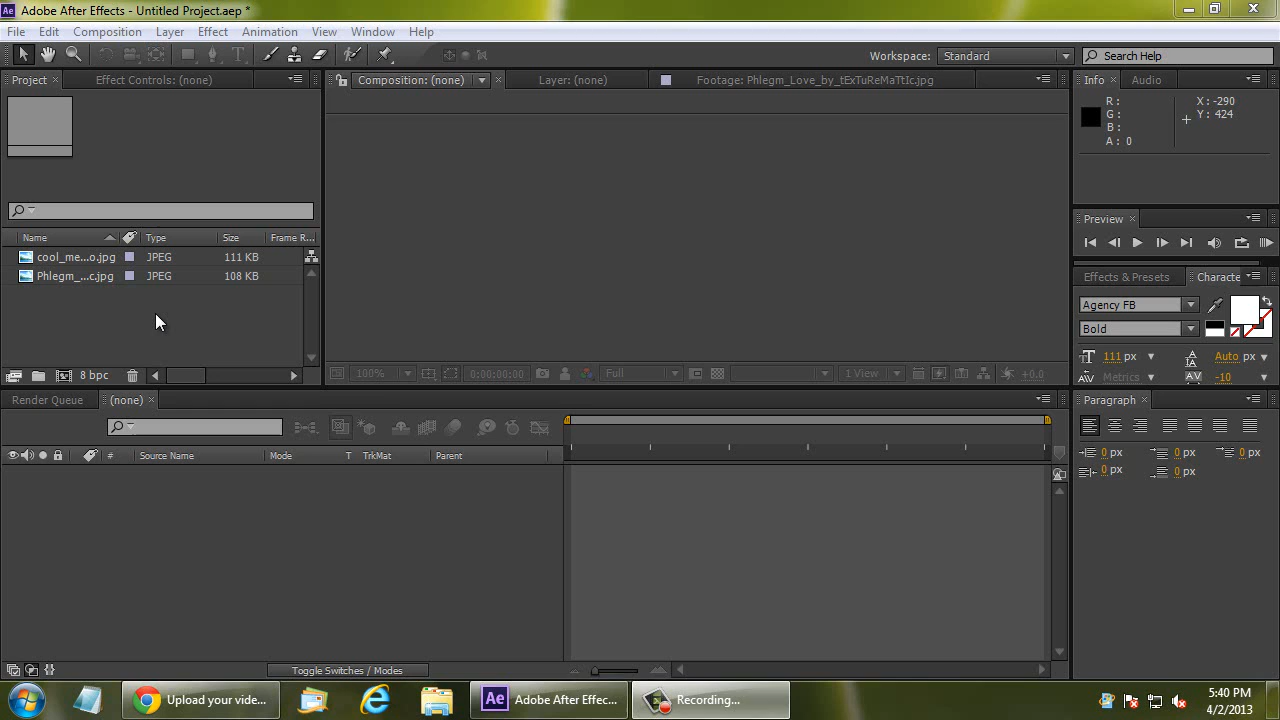 Ae Adobe After Effects - Untitled Project.aep *
File Edit Composition Layer Effect Animation View Window Help
T Workspace: Standard Search Help
Project × Effect Controls: (none) Composition: (none) × Layer: (none) Footage: Phlegm_Love_by_tExTuReMaTtIc.jpg Info × Audio
R : X : -290
G : Y : 424
B :
A : 0
Preview ×
Name Type Size Frame R...
cool_me...o.jpg JPEG 111 KB
Phlegm_...c.jpg JPEG 108 KB
Effects & Presets Characte
Agency FB
Bold
111 px Auto px
Metrics AV -10
8 bpc 100% 0:00:00:00 Full 1 View +0.0
Render Queue (none) × Paragraph ×
0 px 0 px 0 px
0 px 0 px
# Source Name Mode T TrkMat Parent
Toggle Switches / Modes
Upload your vide... Ae Adobe After Effec... Recording...
5:40 PM
4/2/2013